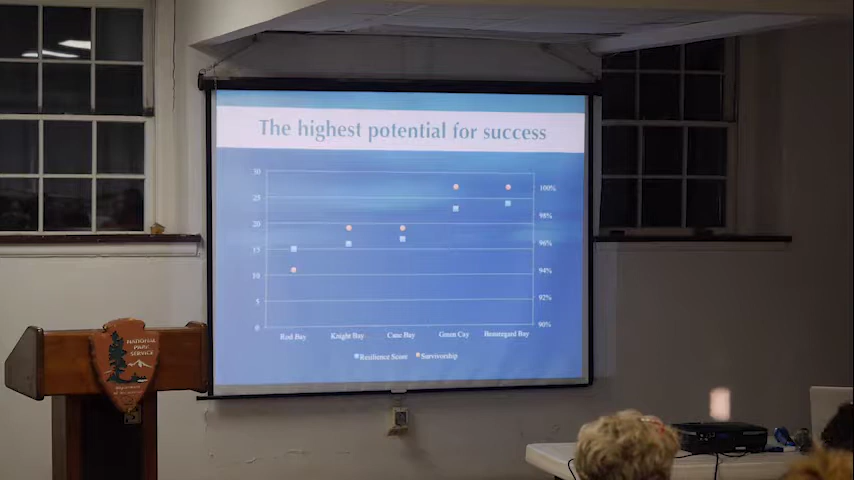 The highest potential for success
30
25
20
15
10
5
0
100%
98%
96%
94%
92%
90%
Rod Bay
Knight Bay
Cane Bay
Green Cay
Beauregard Bay
Resilience Score
Survivorship
NATIONAL
PARK
SERVICE